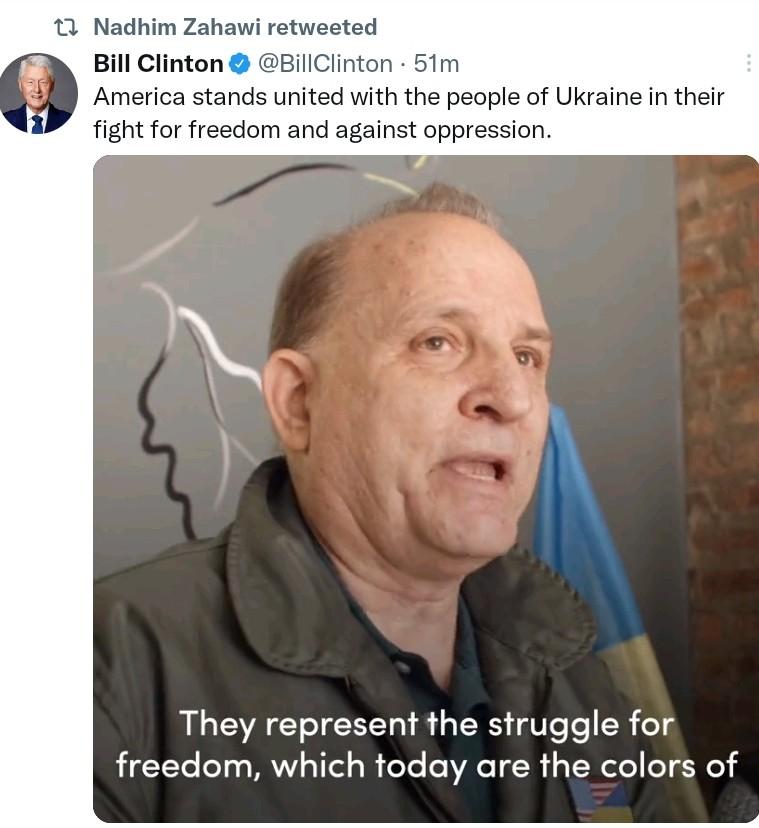 Nadhim Zahawi retweeted
Bill Clinton @BillClinton · 51m
America stands united with the people of Ukraine in their
fight for freedom and against oppression.
They represent the struggle for
freedom, which today are the colors of